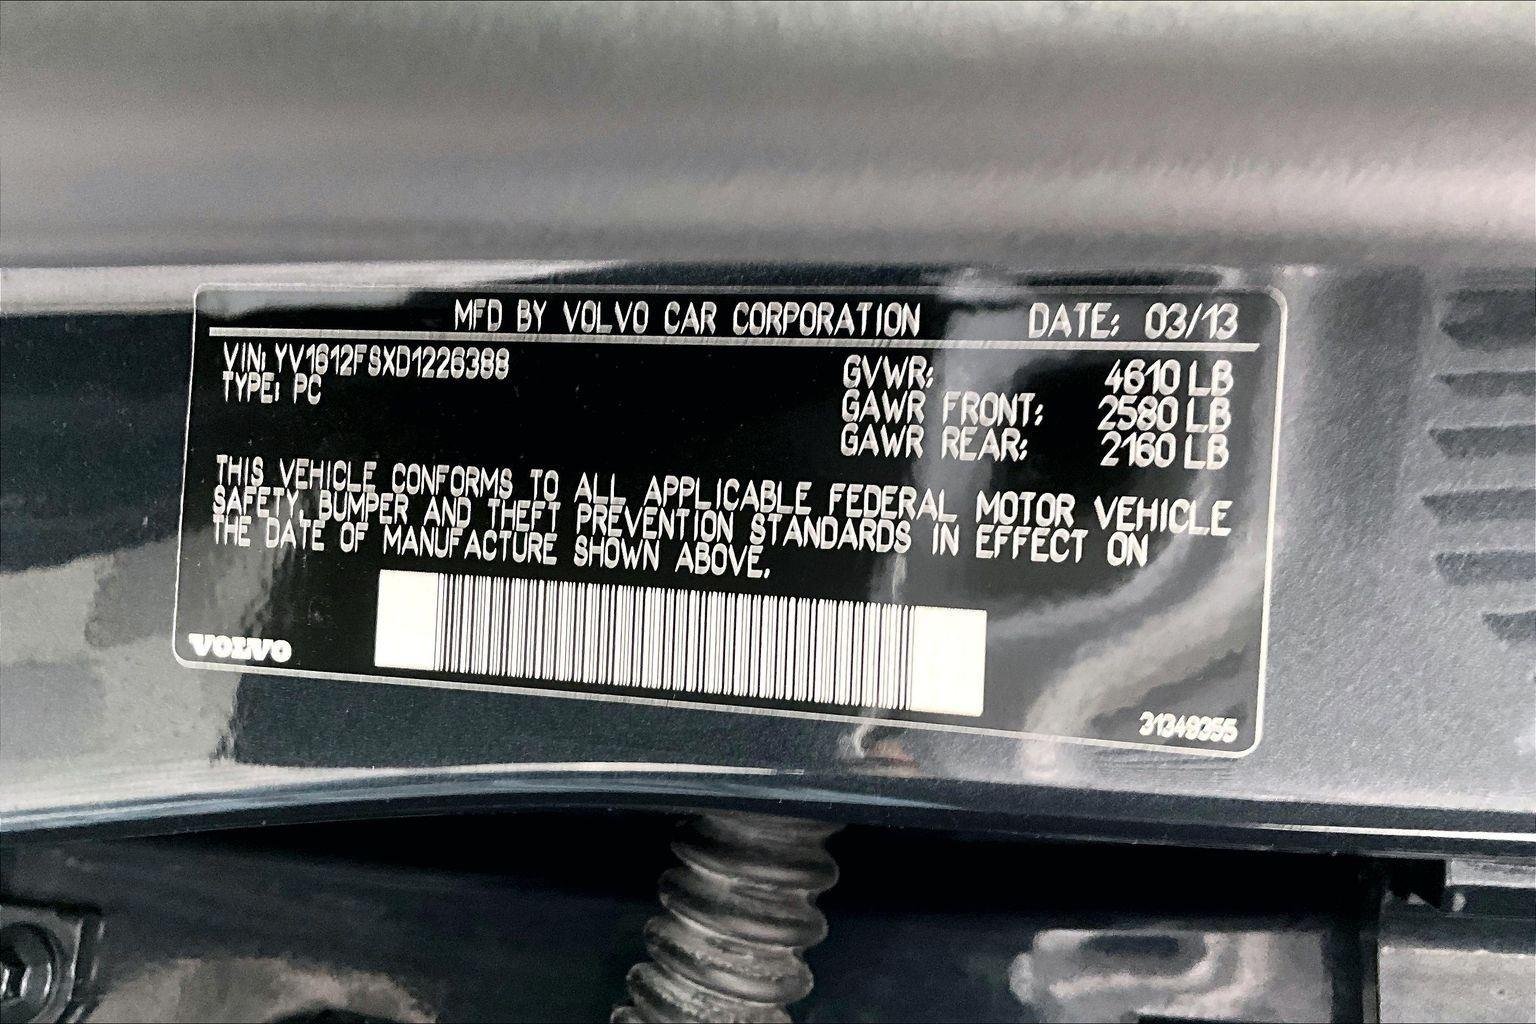 MFD BY VOLVO CAR CORPORATION DATE: 03/13
VIN: YV1612FSXD1226388
TYPE: PC
GVWR: 4610 LB
GAWR FRONT: 2580 LB
GAWR REAR: 2160 LB
THIS VEHICLE CONFORMS TO ALL APPLICABLE FEDERAL MOTOR VEHICLE
SAFETY, BUMPER AND THEFT PREVENTION STANDARDS IN EFFECT ON
THE DATE OF MANUFACTURE SHOWN ABOVE.
VOLVO
31349355